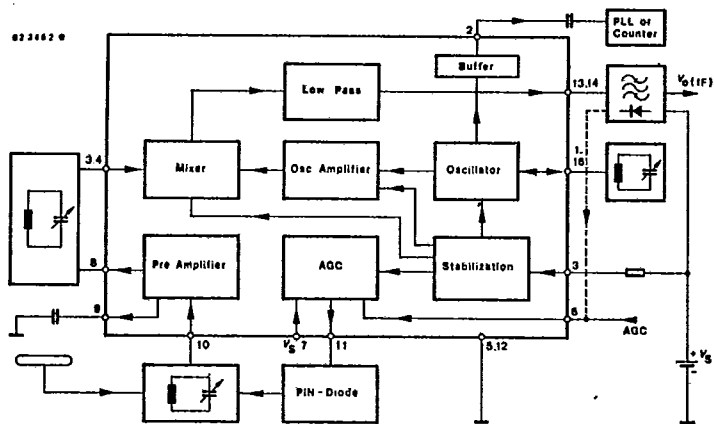 823462 e
2
PLL or
Counter
Buffer
13,14
V₀(IF)
Low Pass
3,4
Mixer
Osc Amplifier
Oscillator
1,
16
8
Pre Amplifier
AGC
Stabilization
3
9
6
AGC
10
Vₛ 7
11
5,12
+ Vₛ
-
PIN-Diode